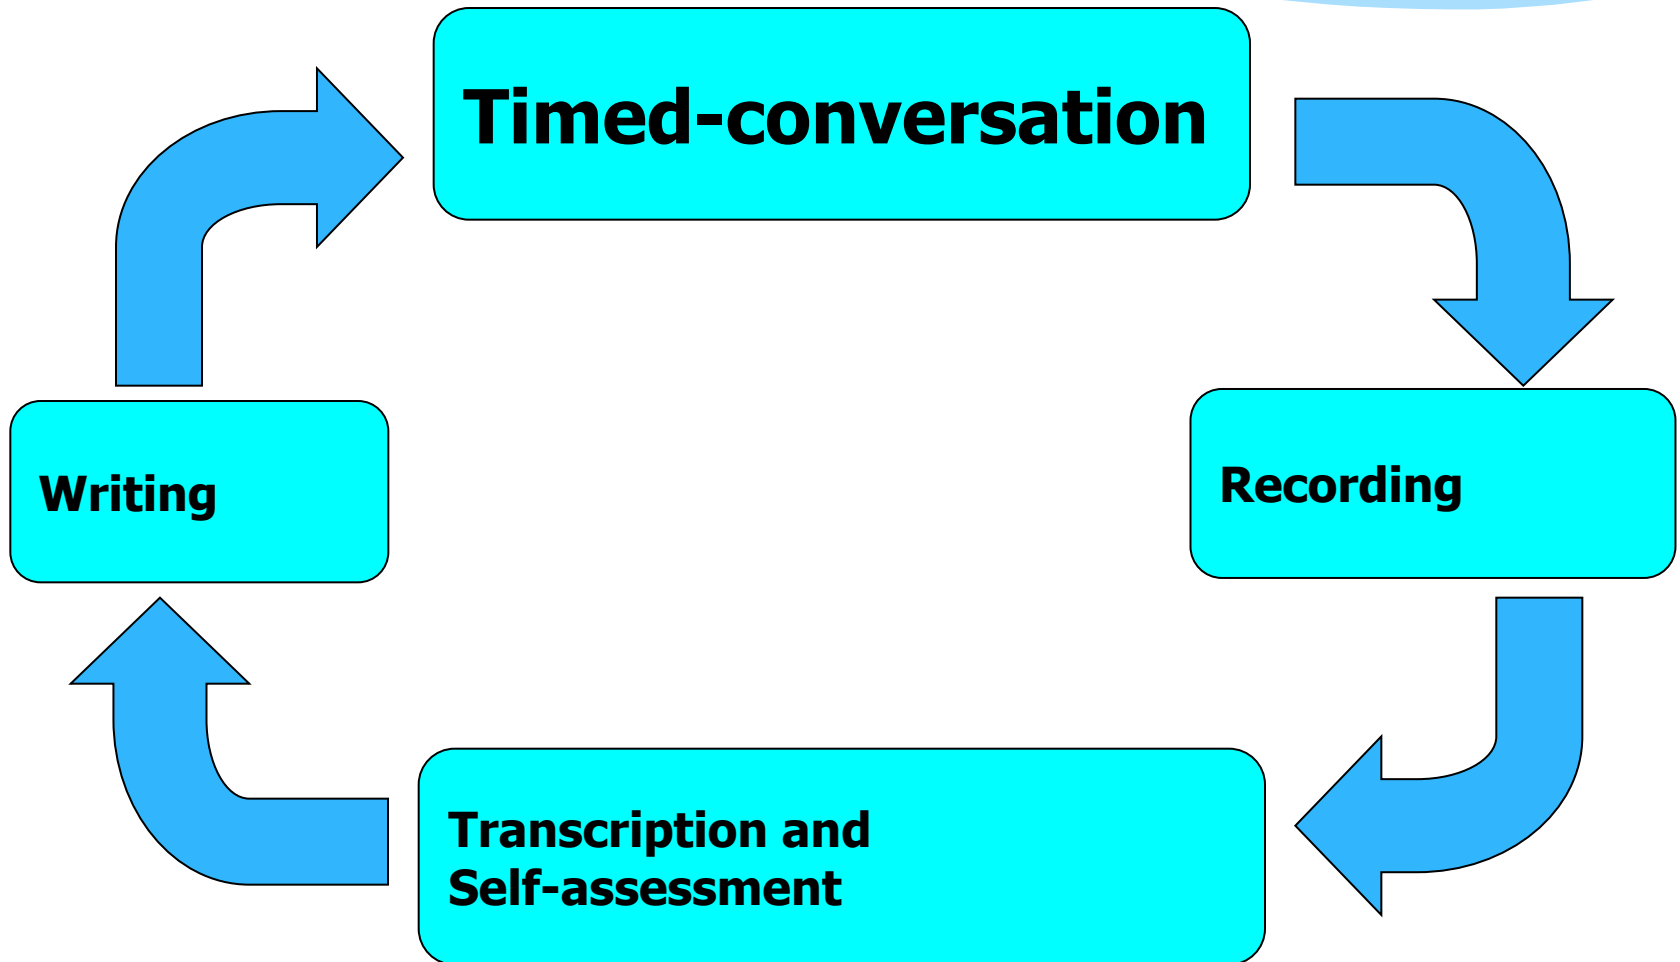 Timed-conversation
Writing
Recording
Transcription and
Self-assessment